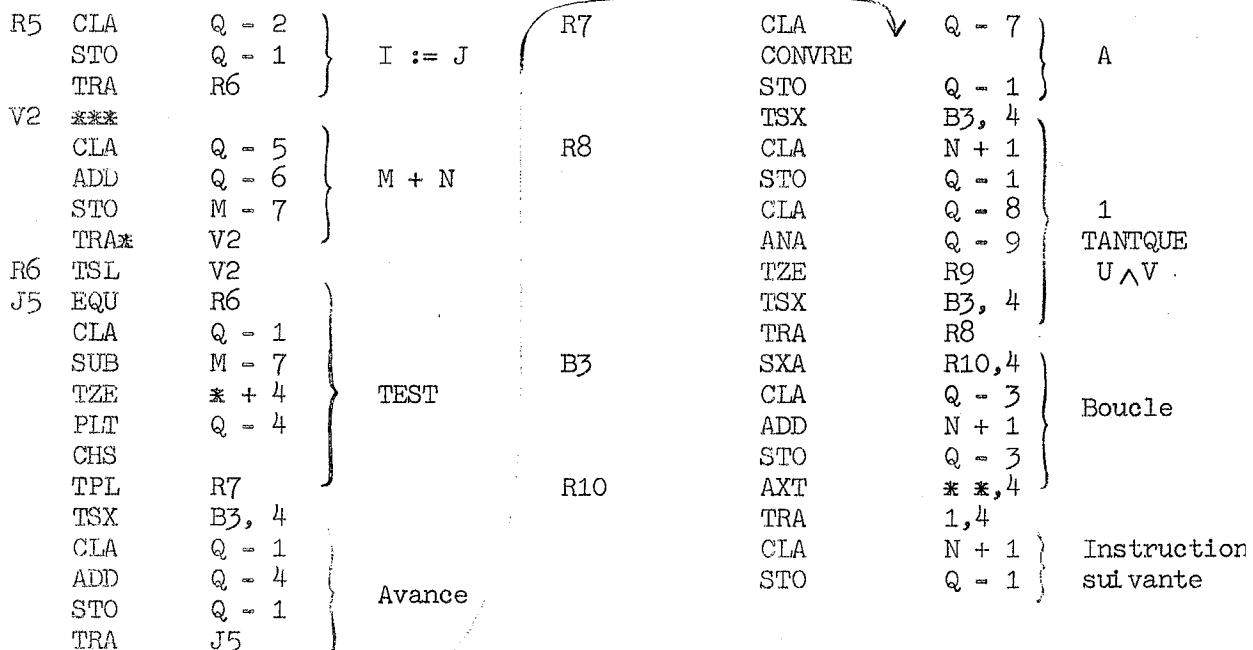 R5 CLA Q - 2
STO Q - 1 I := J
TRA R6
V2 ***
CLA Q - 5
ADD Q - 6 M + N
STO M - 7
TRA* V2
R6 TSL V2
J5 EQU R6
CLA Q - 1
SUB M - 7
TZE * + 4 TEST
PLT Q - 4
CHS
TPL R7
TSX B3, 4
CLA Q - 1
ADD Q - 4
STO Q - 1 Avance
TRA J5
R7 CLA Q - 7
CONVRE A
STO Q - 1
TSX B3, 4
R8 CLA N + 1
STO Q - 1
CLA Q - 8 1
ANA Q - 9 TANTQUE
TZE R9 U ∧ V
TSX B3, 4
TRA R8
B3 SXA R10,4
CLA Q - 3
ADD N + 1 Boucle
STO Q - 3
R10 AXT * *,4
TRA 1,4
CLA N + 1 Instruction
STO Q - 1 suivante